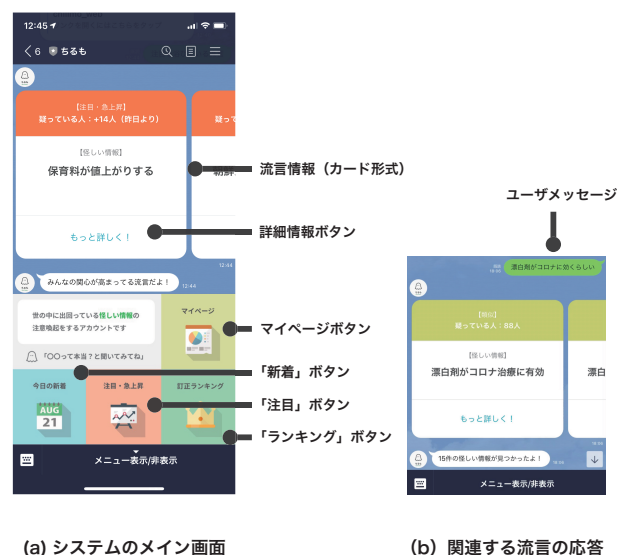 12:45
6 ちるも
【注目・急上昇】
疑っている人：+14人（昨日より）
疑って
【怪しい情報】
保育料が値上がりする
朝鮮
もっと詳しく！
12:44
みんなの関心が高まってる流言だよ！
12:44
世の中に出回っている怪しい情報の
注意喚起をするアカウントです
「〇〇って本当？と聞いてみてね」
マイページ
今日の新着
AUG
21
注目・急上昇
訂正ランキング
メニュー表示/非表示
流言情報（カード形式）
詳細情報ボタン
マイページボタン
「新着」ボタン
「注目」ボタン
「ランキング」ボタン
(a) システムのメイン画面
ユーザメッセージ
漂白剤がコロナに効くらしい
【類似】
疑っている人：88人
【怪しい情報】
漂白剤がコロナ治療に有効
漂白
もっと詳しく！
15件の怪しい情報が見つかったよ！
メニュー表示/非表示
（b）関連する流言の応答